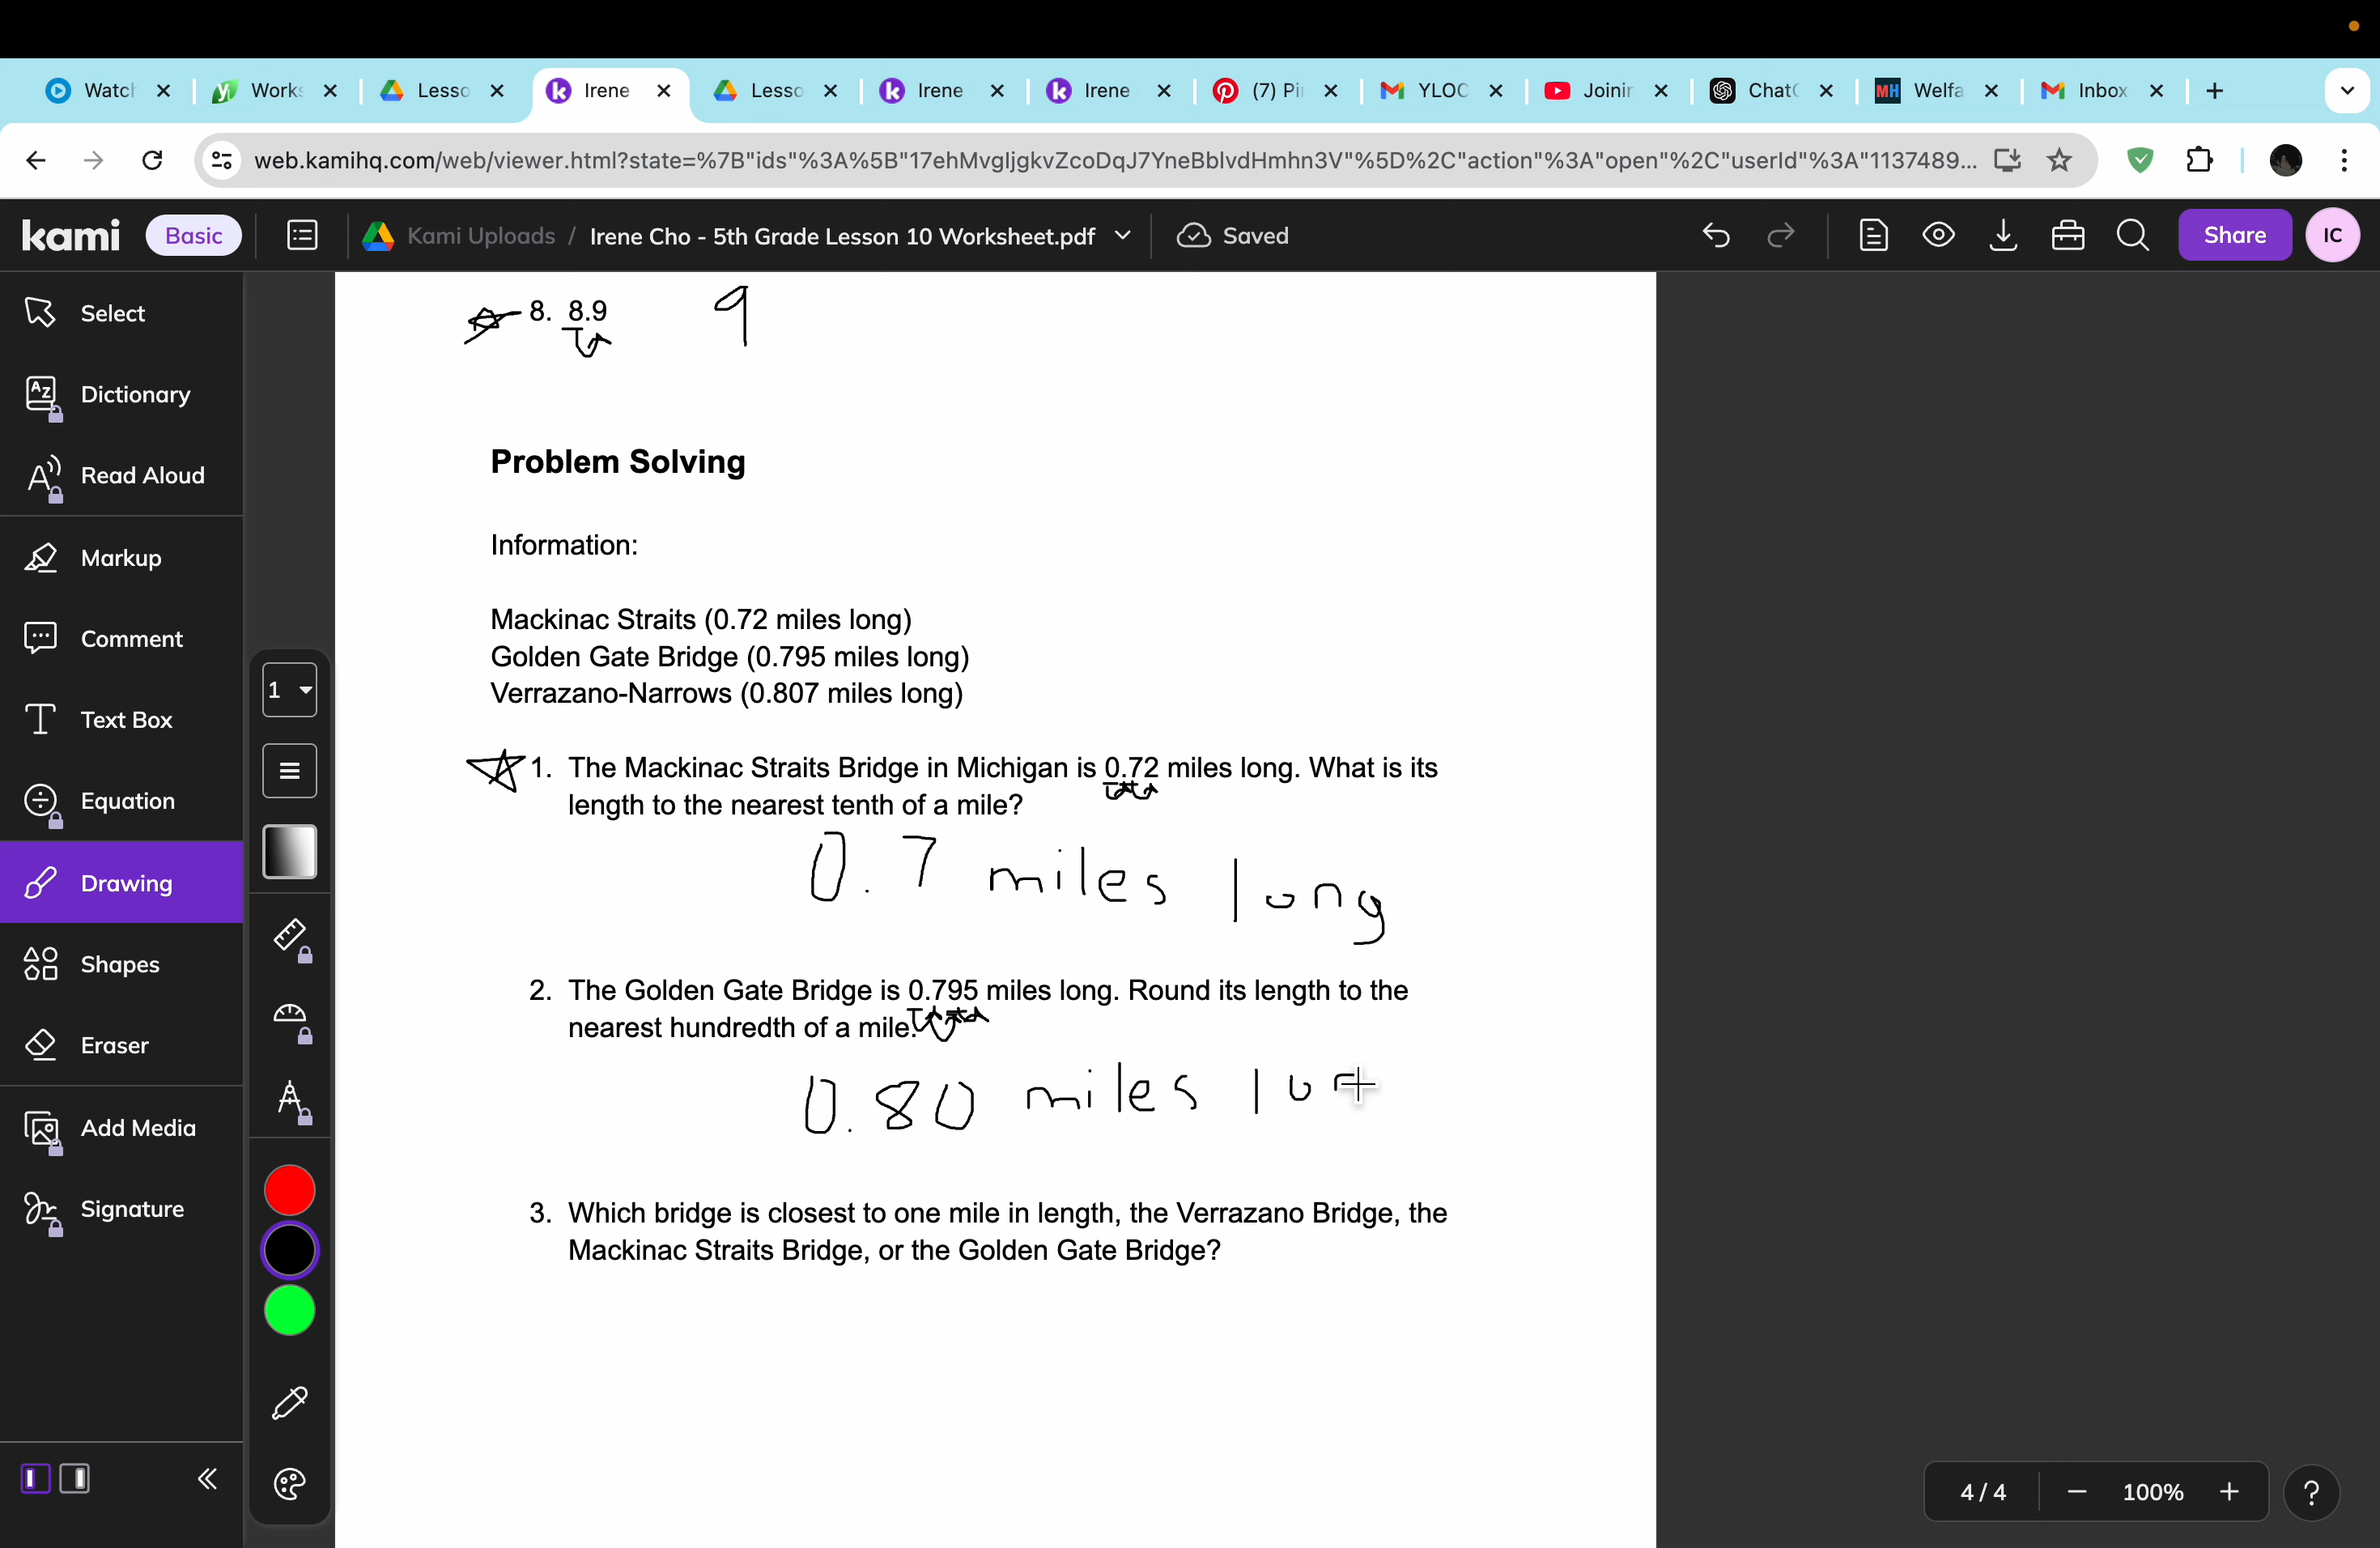 Watch Works Lesso Irene Lesso Irene Irene (7) Pi YLOC Joinin ChatG Welfa Inbox
web.kamihq.com/web/viewer.html?state=%7B"ids"%3A%5B"17ehMvgljgkvZcoDqJ7YneBblvdHmhn3V"%5D%2C"action"%3A"open"%2C"userId"%3A"1137489...
kami Basic Kami Uploads / Irene Cho - 5th Grade Lesson 10 Worksheet.pdf Saved Share IC
Select
Dictionary
Read Aloud
Markup
Comment
Text Box
Equation
Drawing
Shapes
Eraser
Add Media
Signature
1
8. 8.9 9
Problem Solving
Information:
Mackinac Straits (0.72 miles long)
Golden Gate Bridge (0.795 miles long)
Verrazano-Narrows (0.807 miles long)
1. The Mackinac Straits Bridge in Michigan is 0.72 miles long. What is its
length to the nearest tenth of a mile?
0.7 miles long
2. The Golden Gate Bridge is 0.795 miles long. Round its length to the
nearest hundredth of a mile.
0.80 miles lon
3. Which bridge is closest to one mile in length, the Verrazano Bridge, the
Mackinac Straits Bridge, or the Golden Gate Bridge?
4 / 4 − 100% + ?